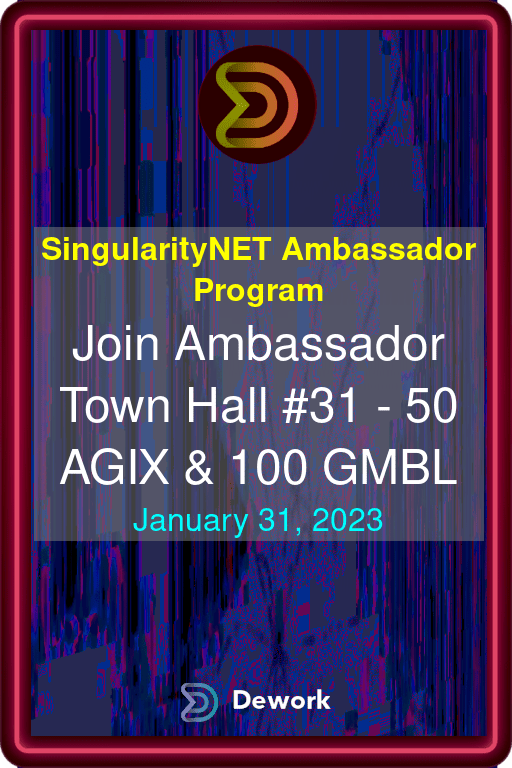 SingularityNET Ambassador
Program
Join Ambassador
Town Hall #31 - 50
AGIX & 100 GMBL
January 31, 2023
Dework